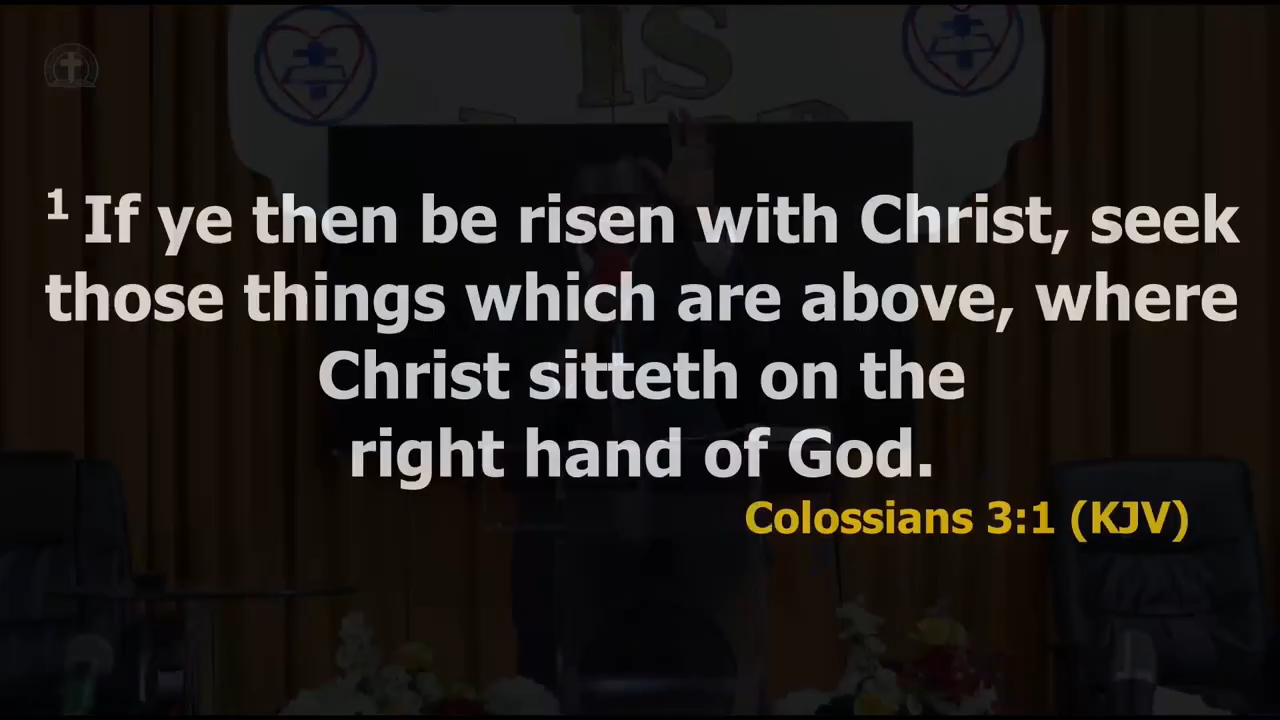 IS
1 If ye then be risen with Christ, seek
those things which are above, where
Christ sitteth on the
right hand of God.
Colossians 3:1 (KJV)